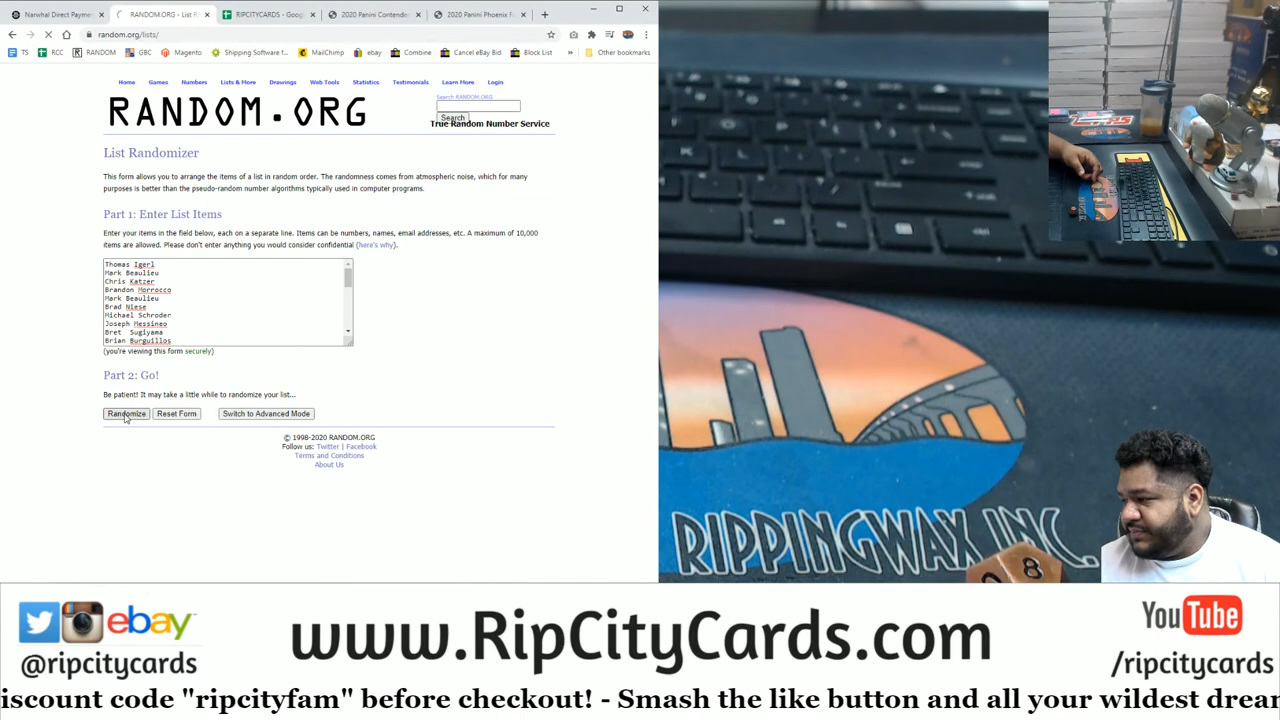 Narwhal Direct Payme
RANDOM.ORG - List R
RIPCITYCARDS - Goog
2020 Panini Contender
2020 Panini Phoenix F
random.org/lists/
TS
RCC
RANDOM
GBC
Magento
Shipping Software f...
MailChimp
ebay
Combine
Cancel eBay Bid
Block List
»
Other bookmarks
Home Games Numbers Lists & More Drawings Web Tools Statistics Testimonials Learn More Login
Search RANDOM.ORG
RANDOM.ORG
Search
True Random Number Service
List Randomizer
This form allows you to arrange the items of a list in random order. The randomness comes from atmospheric noise, which for many
purposes is better than the pseudo-random number algorithms typically used in computer programs.
Part 1: Enter List Items
Enter your items in the field below, each on a separate line. Items can be numbers, names, email addresses, etc. A maximum of 10,000
items are allowed. Please don't enter anything you would consider confidential (here's why).
Thomas Igerl
Mark Beaulieu
Chris Katzer
Brandon Morrocco
Mark Beaulieu
Brad Niese
Michael Schroder
Joseph Messineo
Bret Sugiyama
Brian Burguillos
(you're viewing this form securely)
Part 2: Go!
Be patient! It may take a little while to randomize your list...
Randomize Reset Form Switch to Advanced Mode
© 1998-2020 RANDOM.ORG
Follow us: Twitter | Facebook
Terms and Conditions
About Us
RIPPINGWAX INC.
8
ebay
@ripcitycards
www.RipCityCards.com
YouTube
/ripcitycards
iscount code "ripcityfam" before checkout! - Smash the like button and all your wildest drear